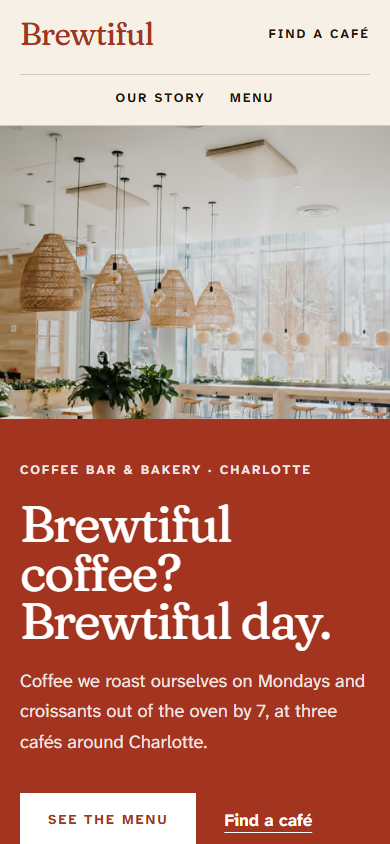 Brewtiful
FIND A CAFÉ
OUR STORY MENU
COFFEE BAR & BAKERY · CHARLOTTE
Brewtiful
coffee?
Brewtiful day.
Coffee we roast ourselves on Mondays and
croissants out of the oven by 7, at three
cafés around Charlotte.
SEE THE MENU
Find a café